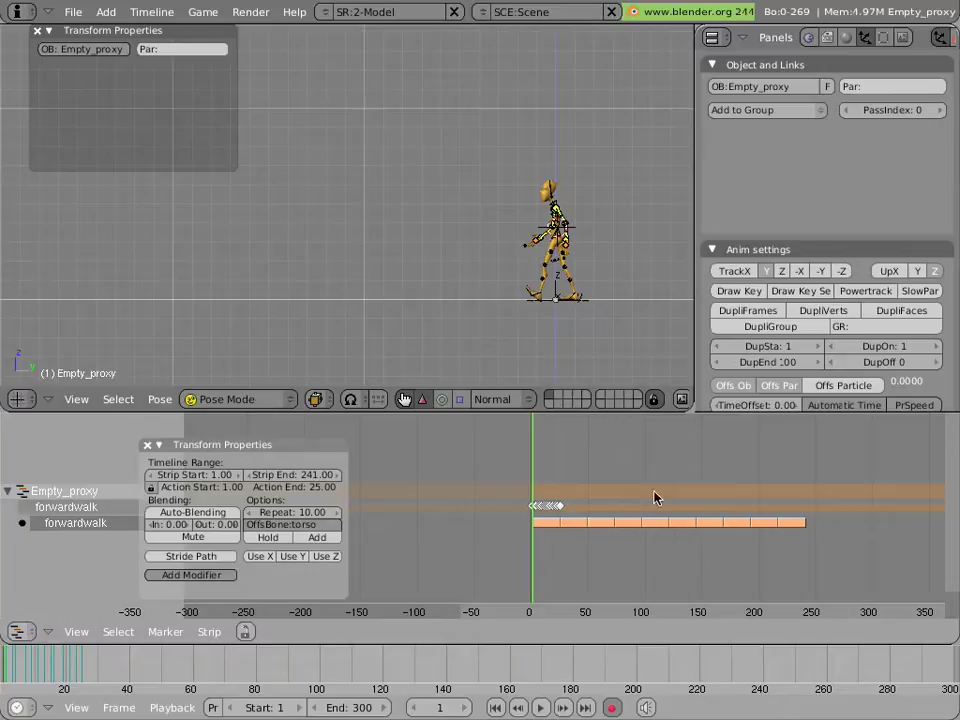 File Add Timeline Game Render Help SR:2-Model SCE:Scene www.blender.org 244 Bo:0-269 | Mem:4.97M Empty_proxy
Transform Properties
OB: Empty_proxy Par:
Panels
Object and Links
OB:Empty_proxy F Par:
Add to Group PassIndex: 0
Anim settings
TrackX Y Z -X -Y -Z UpX Y Z
Draw Key Draw Key Se Powertrack SlowPar
DupliFrames DupliVerts DupliFaces
DupliGroup GR:
DupSta: 1 DupOn: 1
DupEnd 100 DupOff 0
Offs Ob Offs Par Offs Particle 0.0000
TimeOffset: 0.00 Automatic Time PrSpeed
z
z
y
(1) Empty_proxy
View Select Pose Pose Mode Normal
Transform Properties
Timeline Range:
Strip Start: 1.00 Strip End: 241.00
Action Start: 1.00 Action End: 25.00
Blending: Options:
Auto-Blending Repeat: 10.00
In: 0.00 Out: 0.00 OffsBone:torso
Mute Hold Add
Stride Path Use X Use Y Use Z
Add Modifier
Empty_proxy
forwardwalk
forwardwalk
-350 -300 -250 -200 -150 -100 -50 0 50 100 150 200 250 300 350
View Select Marker Strip
20 40 60 80 100 120 140 160 180 200 220 240 260 280 300
View Frame Playback Pr Start: 1 End: 300 1